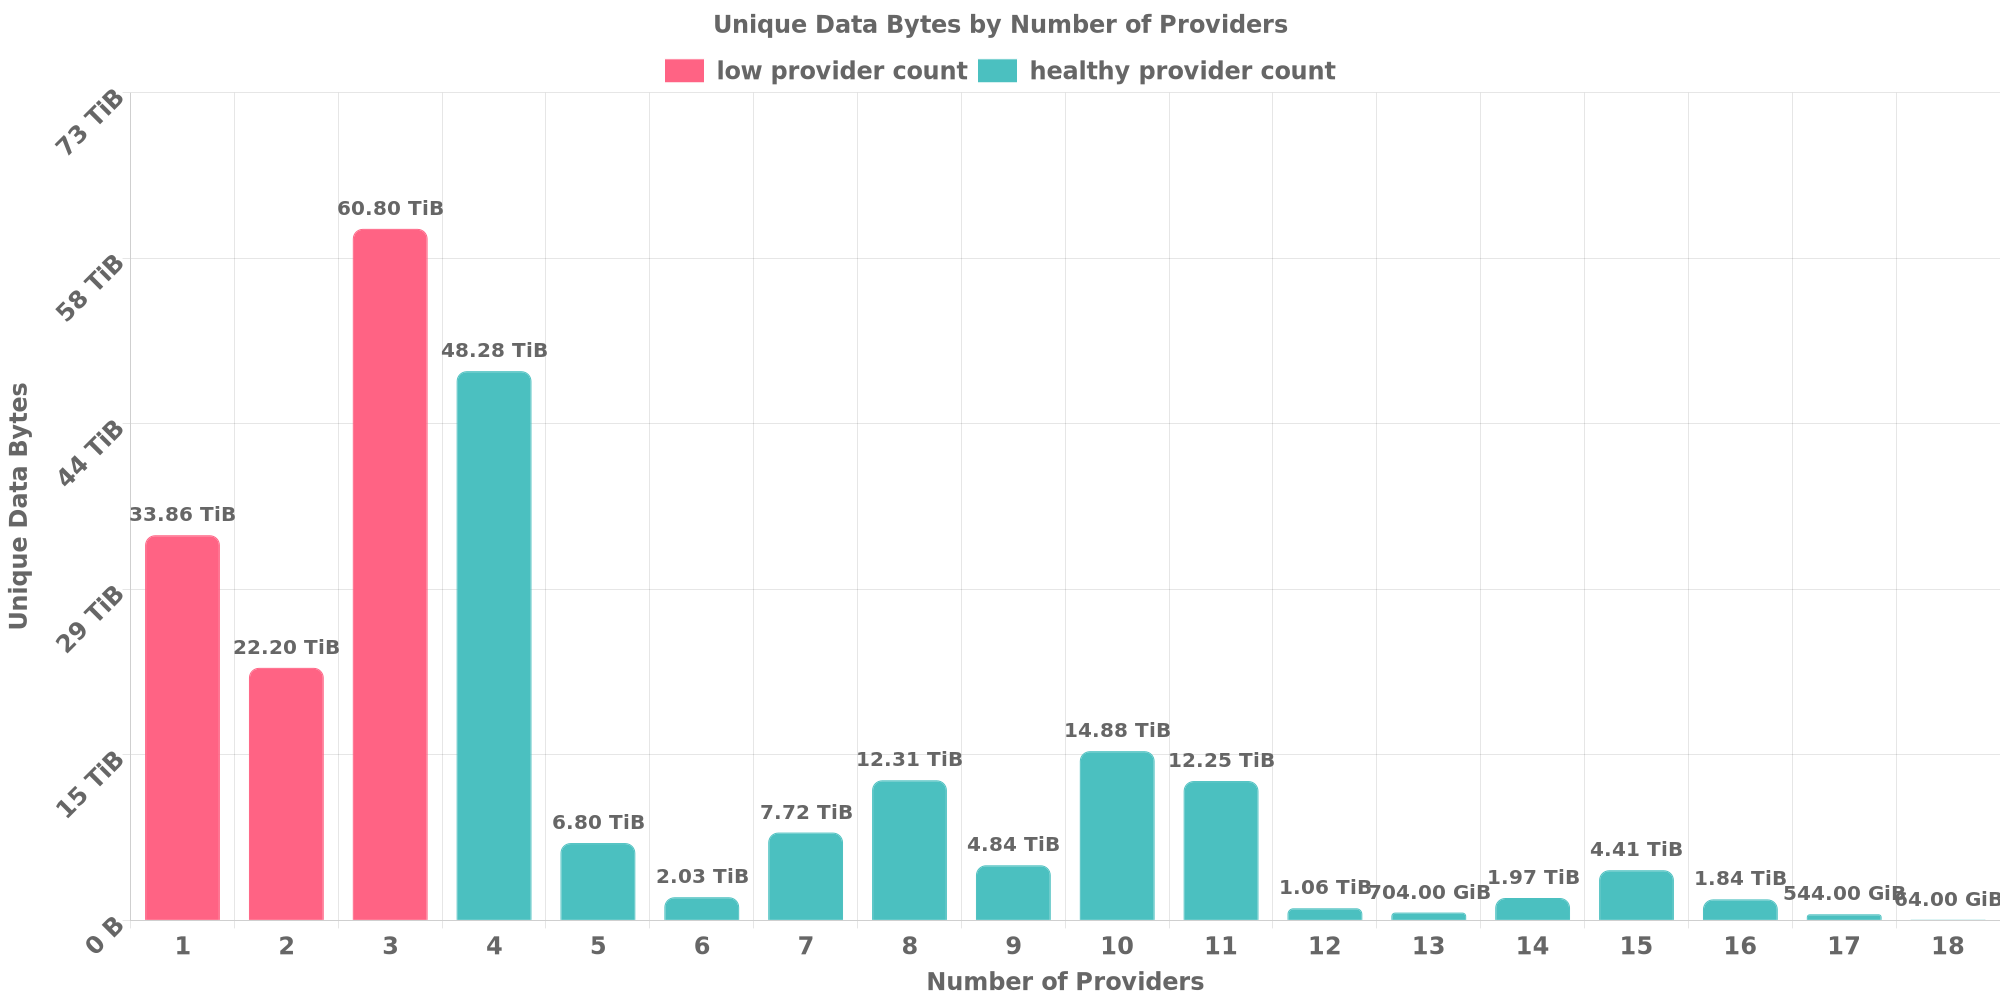 Unique Data Bytes by Number of Providers
low provider count
healthy provider count
73 TiB
58 TiB
44 TiB
29 TiB
15 TiB
0 B
Unique Data Bytes
33.86 TiB
22.20 TiB
60.80 TiB
48.28 TiB
6.80 TiB
2.03 TiB
7.72 TiB
12.31 TiB
4.84 TiB
14.88 TiB
12.25 TiB
1.06 TiB
704.00 GiB
1.97 TiB
4.41 TiB
1.84 TiB
544.00 GiB
64.00 GiB
1 2 3 4 5 6 7 8 9 10 11 12 13 14 15 16 17 18
Number of Providers